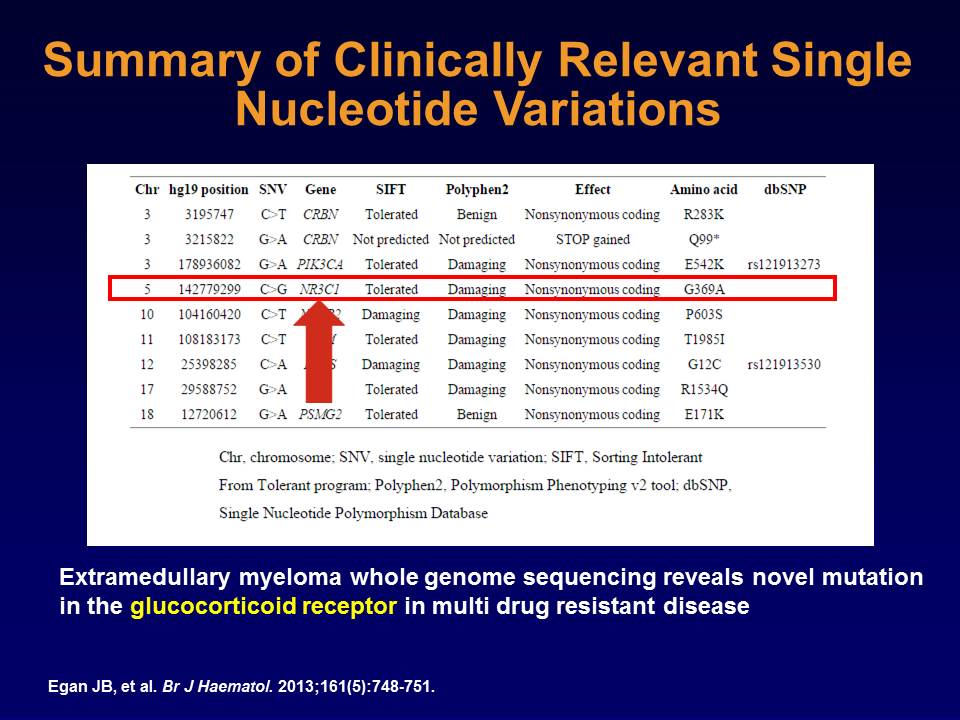 Summary of Clinically Relevant Single
Nucleotide Variations
Chr hg19 position SNV Gene SIFT Polyphen2 Effect Amino acid dbSNP
3 3195747 C>T CRBN Tolerated Benign Nonsynonymous coding R283K
3 3215822 G>A CRBN Not predicted Not predicted STOP gained Q99*
3 178936082 G>A PIK3CA Tolerated Damaging Nonsynonymous coding E542K rs121913273
5 142779299 C>G NR3C1 Tolerated Damaging Nonsynonymous coding G369A
10 104160420 C>T Damaging Damaging Nonsynonymous coding P603S
11 108183173 C>T Tolerated Damaging Nonsynonymous coding T1985I
12 25398285 C>A Damaging Damaging Nonsynonymous coding G12C rs121913530
17 29588752 G>A Tolerated Damaging Nonsynonymous coding R1534Q
18 12720612 G>A PSMG2 Tolerated Benign Nonsynonymous coding E171K
Chr, chromosome; SNV, single nucleotide variation; SIFT, Sorting Intolerant
From Tolerant program; Polyphen2, Polymorphism Phenotyping v2 tool; dbSNP,
Single Nucleotide Polymorphism Database
Extramedullary myeloma whole genome sequencing reveals novel mutation
in the glucocorticoid receptor in multi drug resistant disease
Egan JB, et al. Br J Haematol. 2013;161(5):748-751.